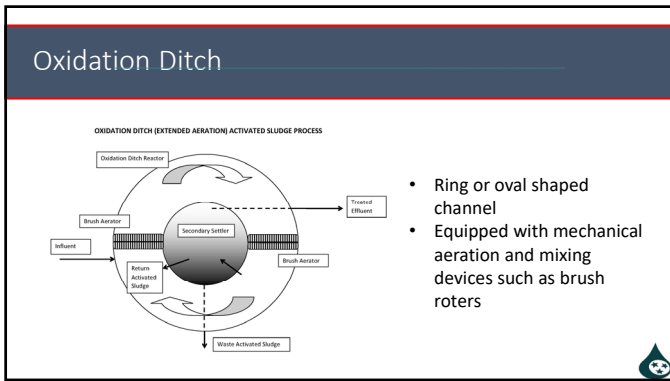 Oxidation Ditch
OXIDATION DITCH (EXTENDED AERATION) ACTIVATED SLUDGE PROCESS
Oxidation Ditch Reactor
Treated
Effluent
Brush Aerator
Secondary Settler
Influent
Brush Aerator
Return
Activated
Sludge
Waste Activated Sludge
• Ring or oval shaped
channel
• Equipped with mechanical
aeration and mixing
devices such as brush
roters